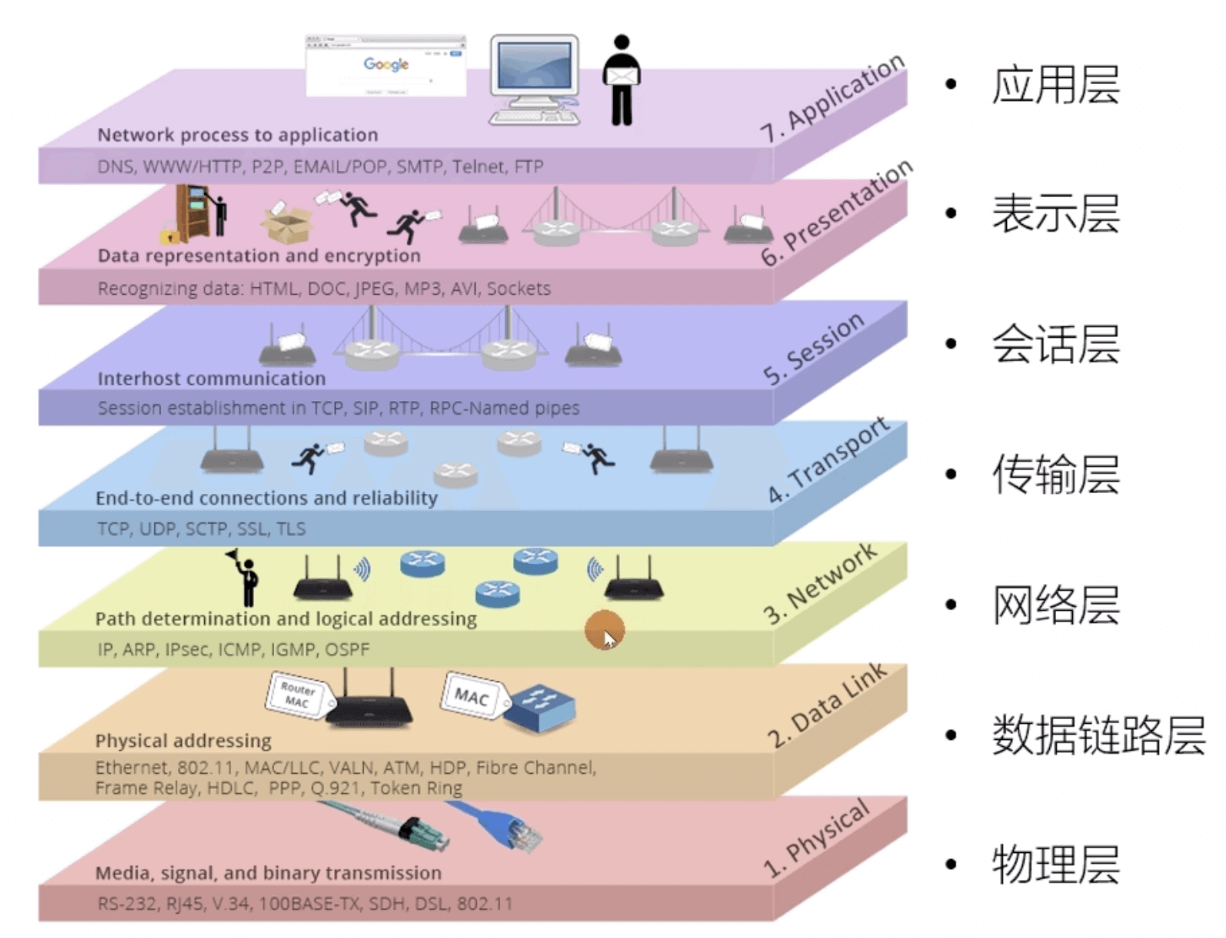 Google
7. Application
• 应用层
Network process to application
DNS, WWW/HTTP, P2P, EMAIL/POP, SMTP, Telnet, FTP
6. Presentation
• 表示层
Data representation and encryption
Recognizing data: HTML, DOC, JPEG, MP3, AVI, Sockets
5. Session
• 会话层
Interhost communication
Session establishment in TCP, SIP, RTP, RPC-Named pipes
4. Transport
• 传输层
End-to-end connections and reliability
TCP, UDP, SCTP, SSL, TLS
3. Network
• 网络层
Path determination and logical addressing
IP, ARP, IPsec, ICMP, IGMP, OSPF
Router
MAC
MAC
2. Data Link
• 数据链路层
Physical addressing
Ethernet, 802.11, MAC/LLC, VALN, ATM, HDP, Fibre Channel,
Frame Relay, HDLC, PPP, Q.921, Token Ring
1. Physical
• 物理层
Media, signal, and binary transmission
RS-232, RJ45, V.34, 100BASE-TX, SDH, DSL, 802.11